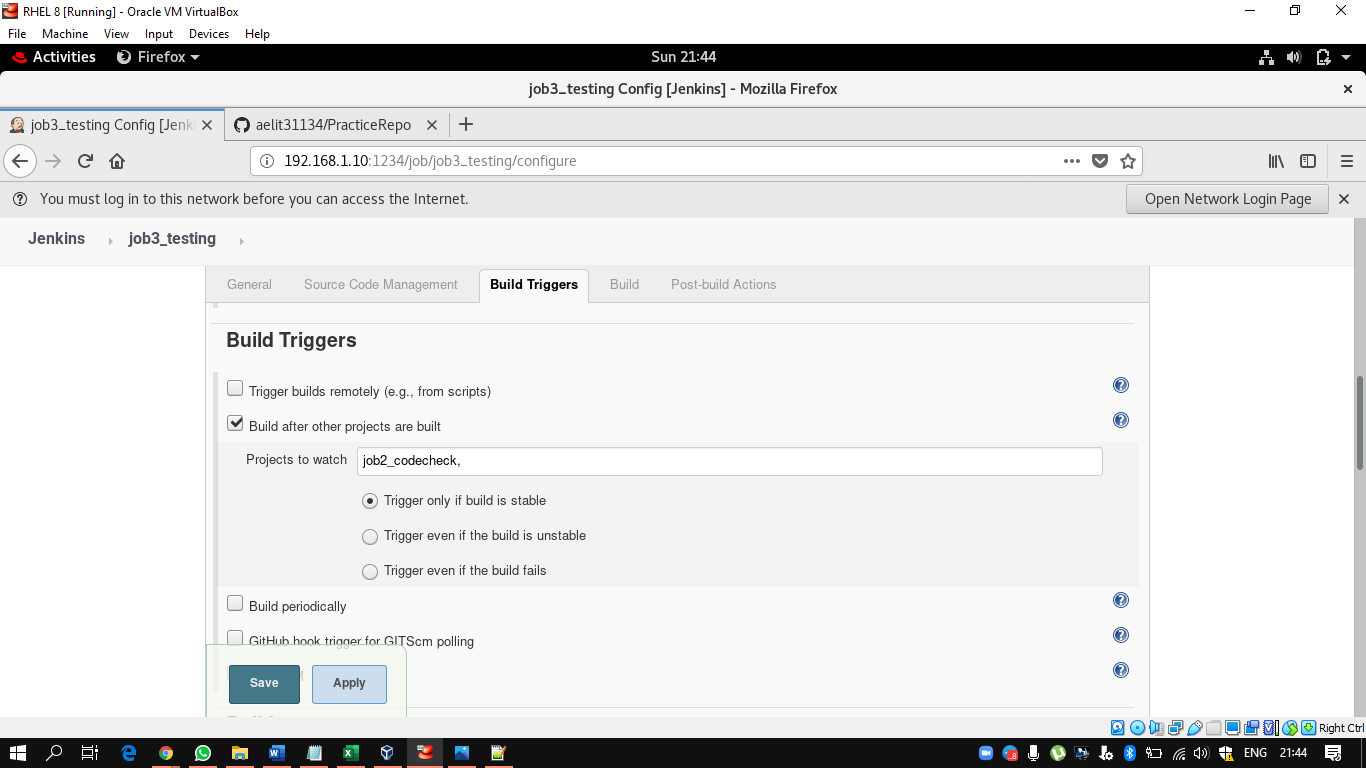 RHEL 8 [Running] - Oracle VM VirtualBox
File Machine View Input Devices Help
Activities Firefox Sun 21:44
job3_testing Config [Jenkins] - Mozilla Firefox
job3_testing Config [Jenk
aelit31134/PracticeRepo
192.168.1.10:1234/job/job3_testing/configure
You must log in to this network before you can access the Internet.
Open Network Login Page
Jenkins job3_testing
General Source Code Management Build Triggers Build Post-build Actions
Build Triggers
Trigger builds remotely (e.g., from scripts)
Build after other projects are built
Projects to watch job2_codecheck,
Trigger only if build is stable
Trigger even if the build is unstable
Trigger even if the build fails
Build periodically
GitHub hook trigger for GITScm polling
Save Apply
Right Ctrl
ENG 21:44